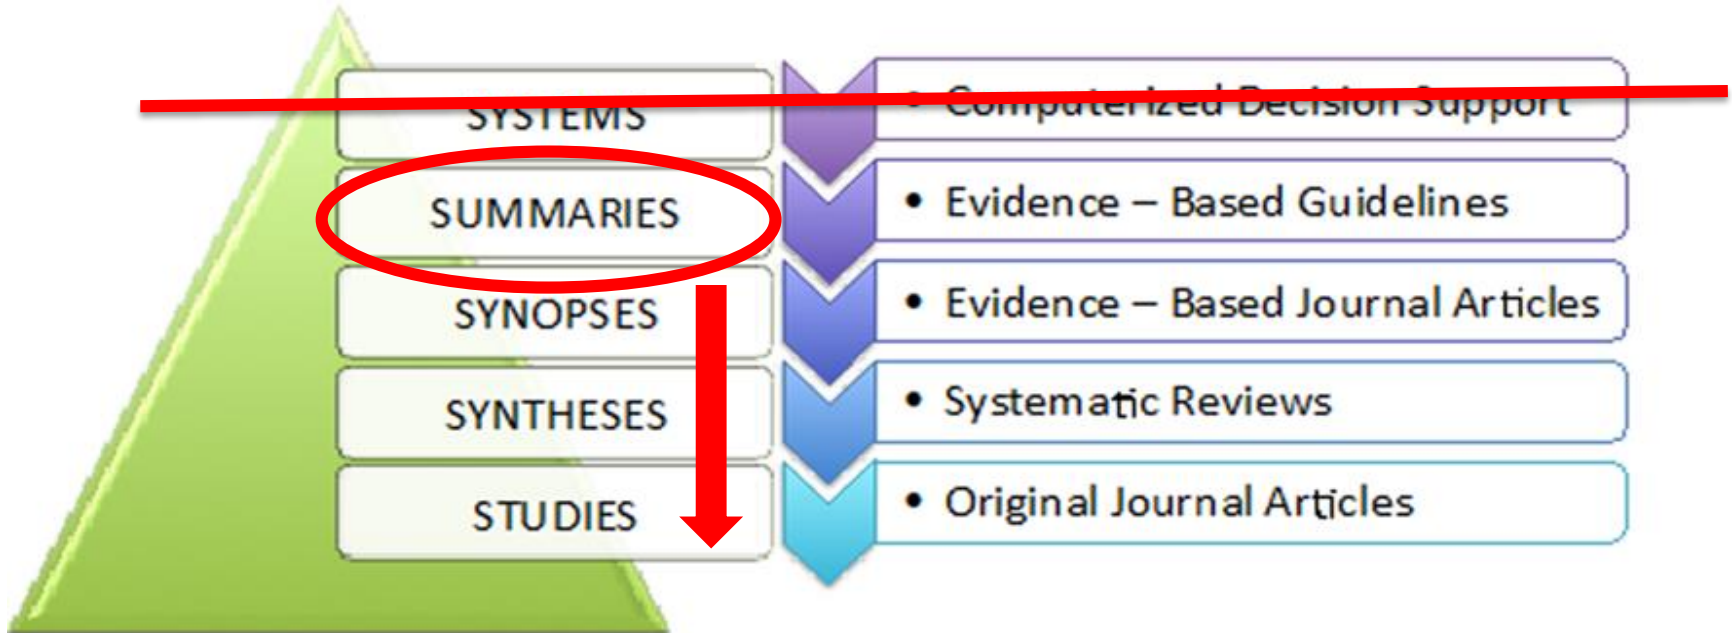 SYSTEMS
• Computerized Decision Support
SUMMARIES
• Evidence – Based Guidelines
SYNOPSES
• Evidence – Based Journal Articles
SYNTHESES
• Systematic Reviews
STUDIES
• Original Journal Articles